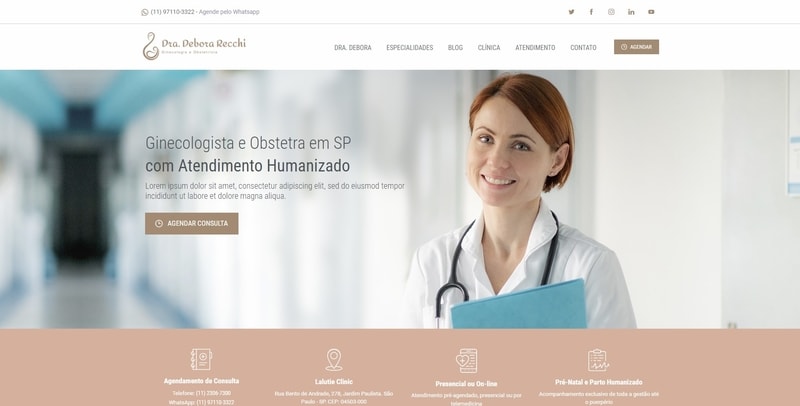 (11) 97110-3322 - Agende pelo Whatsapp
Dra. Debora Recchi
Ginecologia e Obstetrícia
DRA. DEBORA
ESPECIALIDADES
BLOG
CLÍNICA
ATENDIMENTO
CONTATO
AGENDAR
Ginecologista e Obstetra em SP
com Atendimento Humanizado
Lorem ipsum dolor sit amet, consectetur adipiscing elit, sed do eiusmod tempor
incididunt ut labore et dolore magna aliqua.
AGENDAR CONSULTA
Agendamento de Consulta
Telefone: (11) 2306-7300
WhatsApp: (11) 97110 3322
Lalutie Clinic
Rua Bento de Andrade, 278, Jardim Paulista, São
Paulo - SP. CEP: 04503-000
Presencial ou On-line
Atendimento pré-agendado, presencial ou por
telemedicina
Pré-Natal e Parto Humanizado
Acompanhamento exclusivo de toda a gestão até
o puerpério